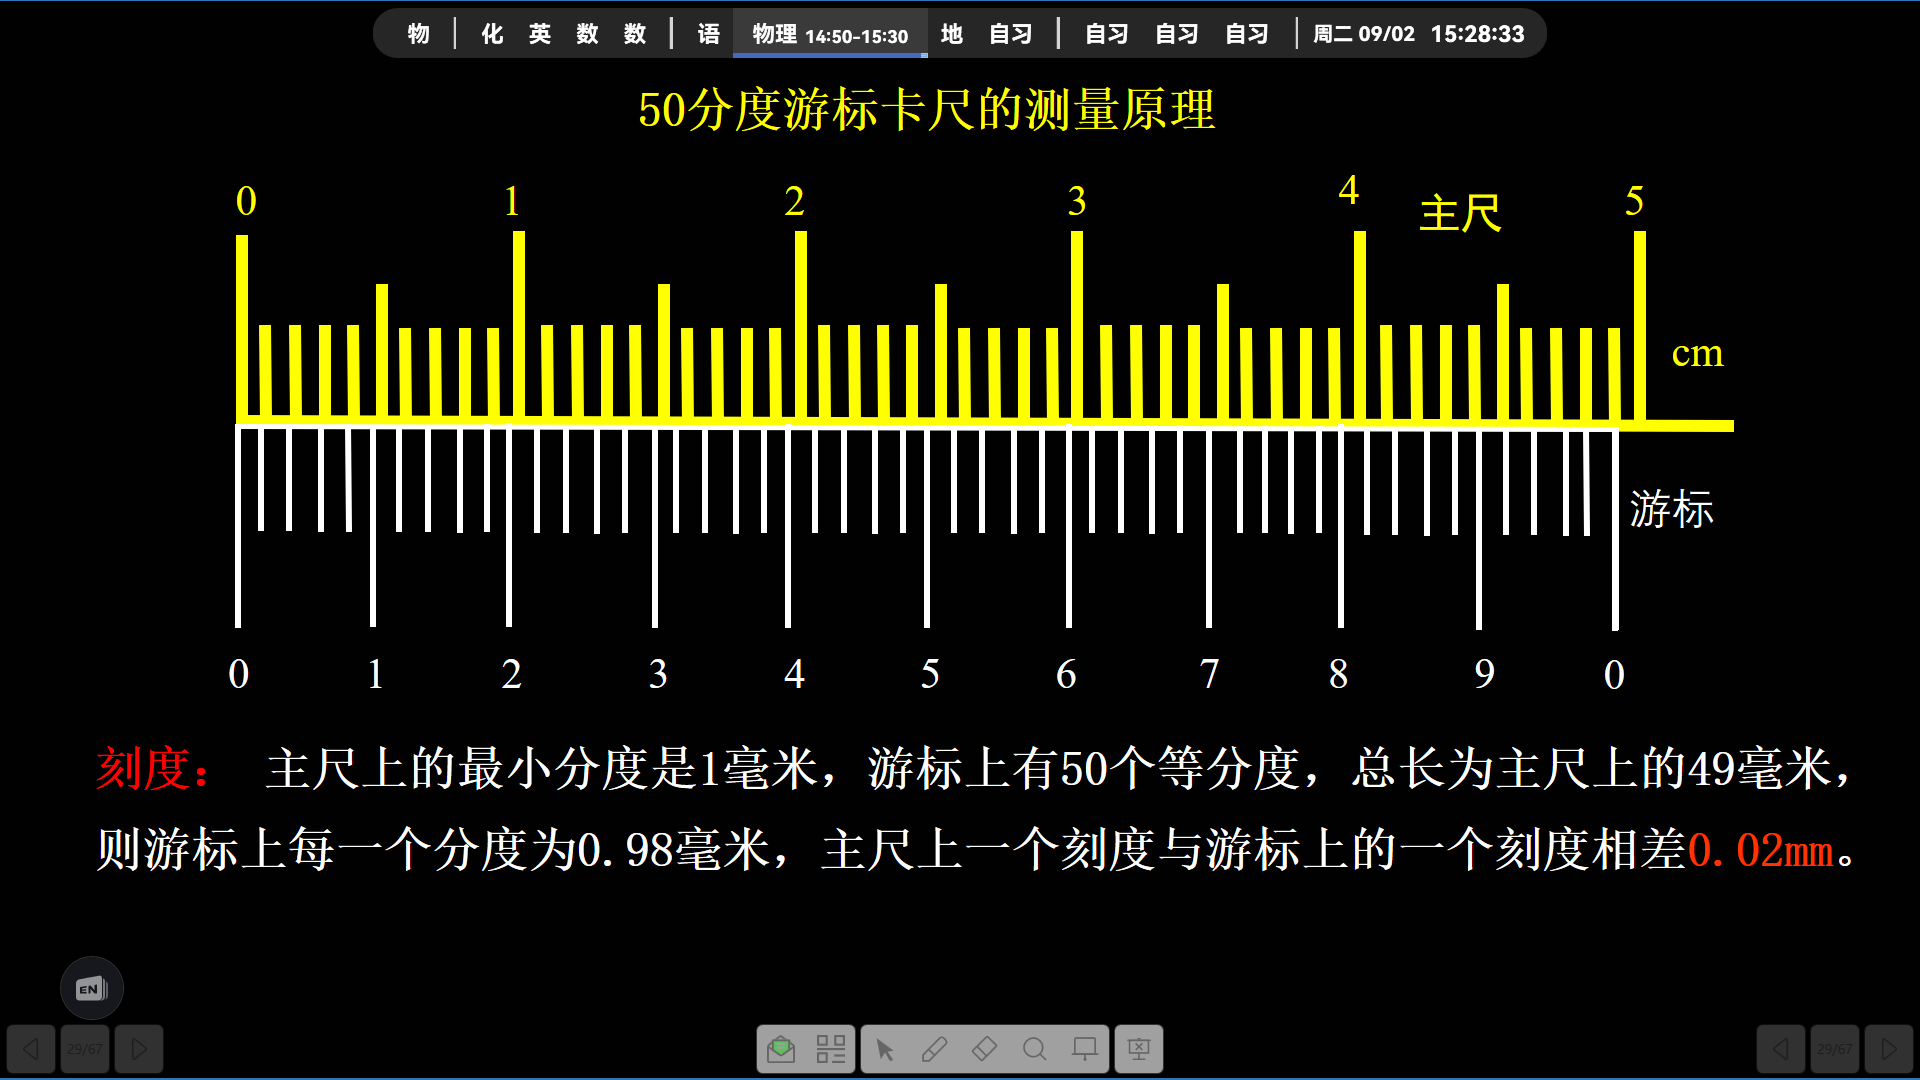 物 | 化 英 数 数 | 语 物理 14:50-15:30 地 自习 | 自习 自习 自习 | 周二 09/02 15:28:33
50分度游标卡尺的测量原理
0 1 2 3 4 主尺 5
cm
游标
0 1 2 3 4 5 6 7 8 9 0
刻度： 主尺上的最小分度是1毫米，游标上有50个等分度，总长为主尺上的49毫米，
则游标上每一个分度为0.98毫米，主尺上一个刻度与游标上的一个刻度相差0.02mm。
EN
29/67 29/67